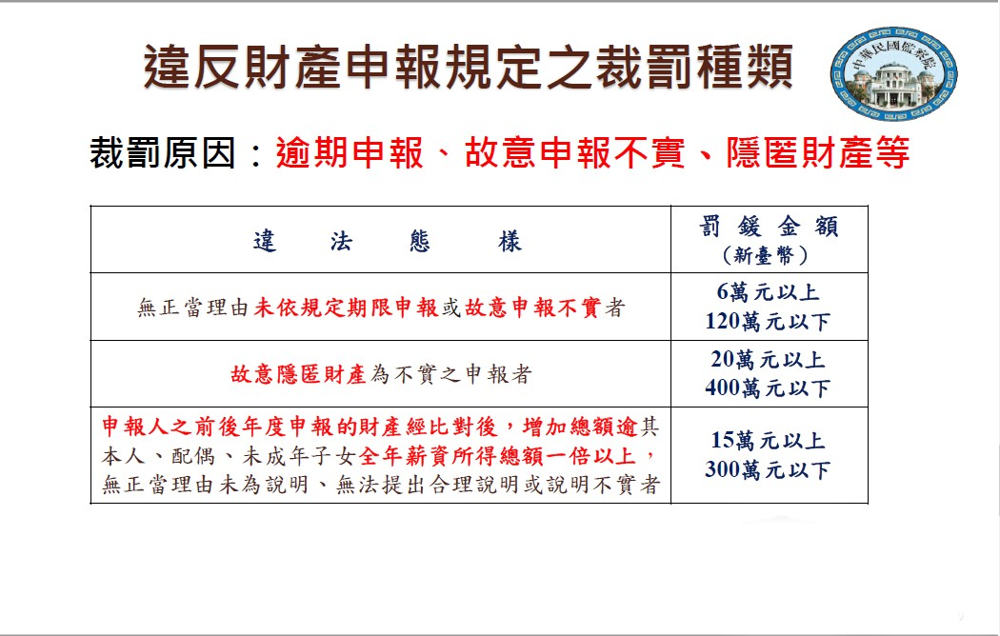 違反財產申報規定之裁罰種類
中華民國監察院
裁罰原因：逾期申報、故意申報不實、隱匿財產等
違 法 態 樣
罰 鍰 金 額
（新臺幣）
無正當理由未依規定期限申報或故意申報不實者
6萬元以上
120萬元以下
故意隱匿財產為不實之申報者
20萬元以上
400萬元以下
申報人之前後年度申報的財產經比對後，增加總額逾其
本人、配偶、未成年子女全年薪資所得總額一倍以上，
無正當理由未為說明、無法提出合理說明或說明不實者
15萬元以上
300萬元以下